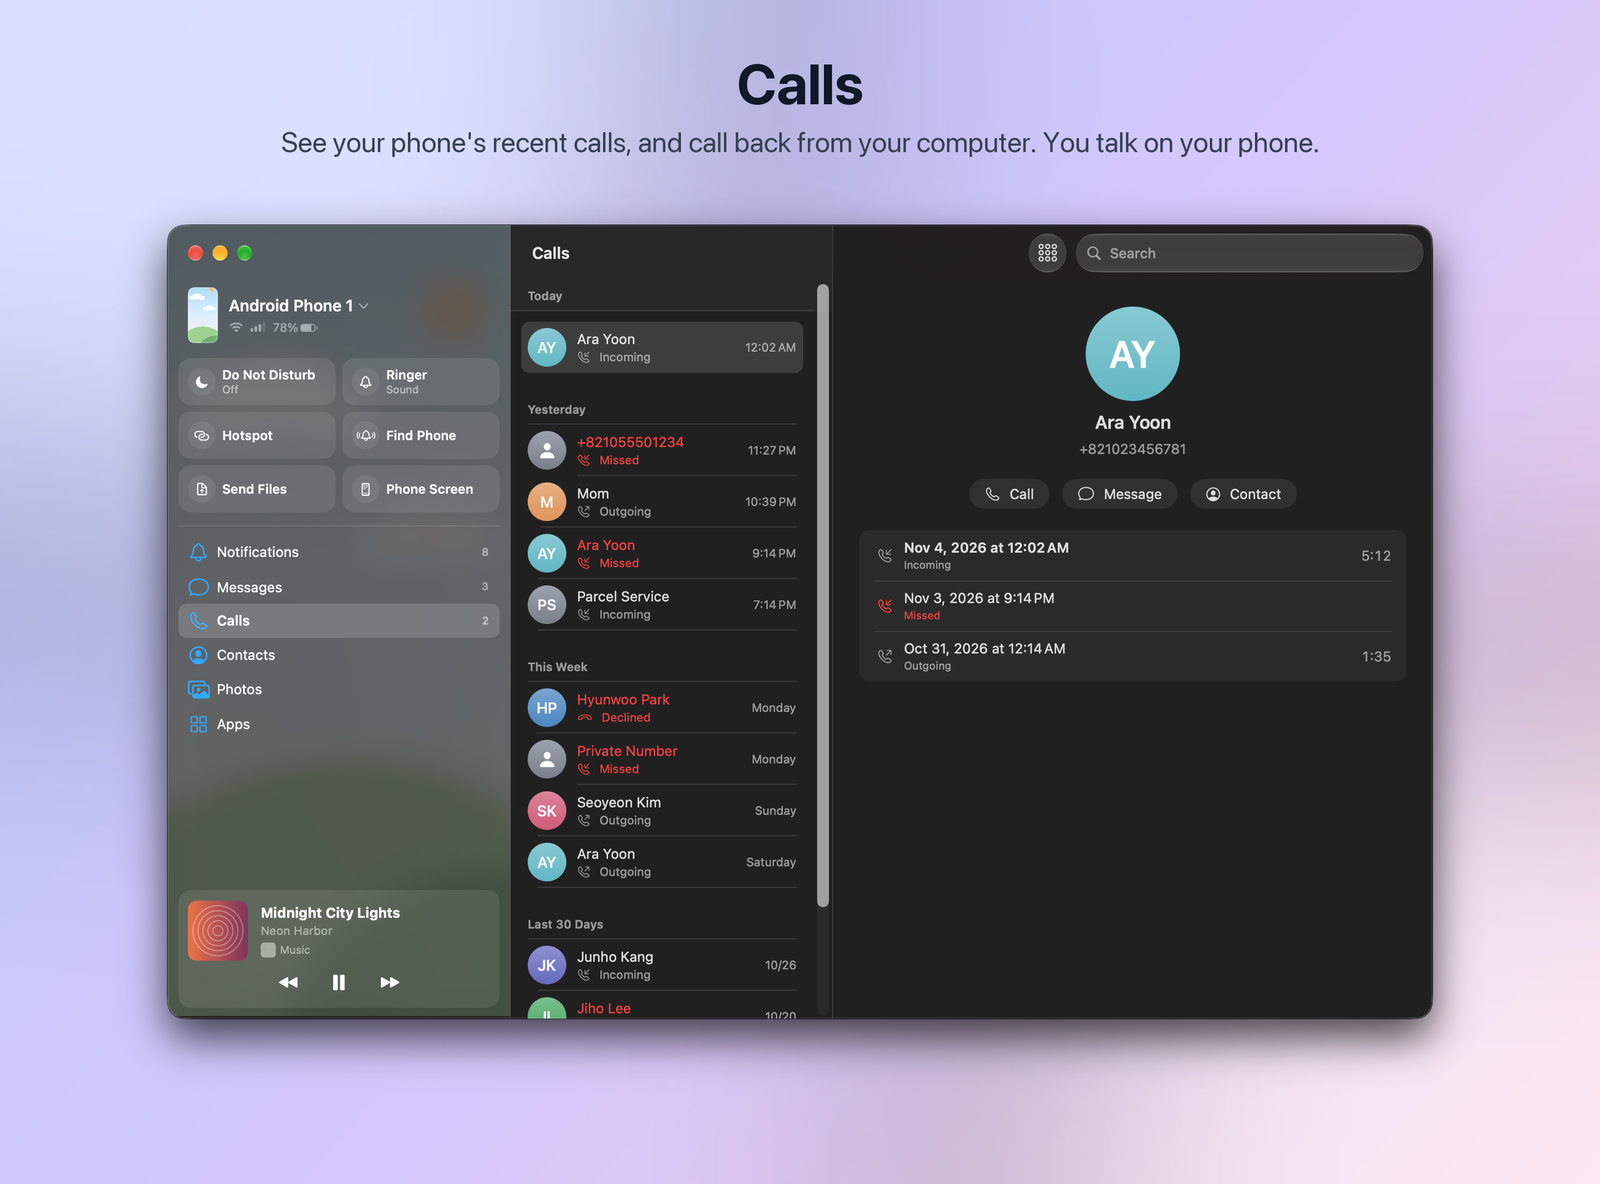 Calls
See your phone's recent calls, and call back from your computer. You talk on your phone.
Android Phone 1
78%
Do Not Disturb
Off
Ringer
Sound
Hotspot
Find Phone
Send Files
Phone Screen
Notifications 8
Messages 3
Calls 2
Contacts
Photos
Apps
Midnight City Lights
Neon Harbor
Music
Calls
Today
AY
Ara Yoon
Incoming
12:02 AM
Yesterday
+821055501234
Missed
11:27 PM
M
Mom
Outgoing
10:39 PM
AY
Ara Yoon
Missed
9:14 PM
PS
Parcel Service
Incoming
7:14 PM
This Week
HP
Hyunwoo Park
Declined
Monday
Private Number
Missed
Monday
SK
Seoyeon Kim
Outgoing
Sunday
AY
Ara Yoon
Outgoing
Saturday
Last 30 Days
JK
Junho Kang
Incoming
10/26
Jiho Lee
10/20
Search
AY
Ara Yoon
+821023456781
Call
Message
Contact
Nov 4, 2026 at 12:02 AM
Incoming
5:12
Nov 3, 2026 at 9:14 PM
Missed
Oct 31, 2026 at 12:14 AM
Outgoing
1:35